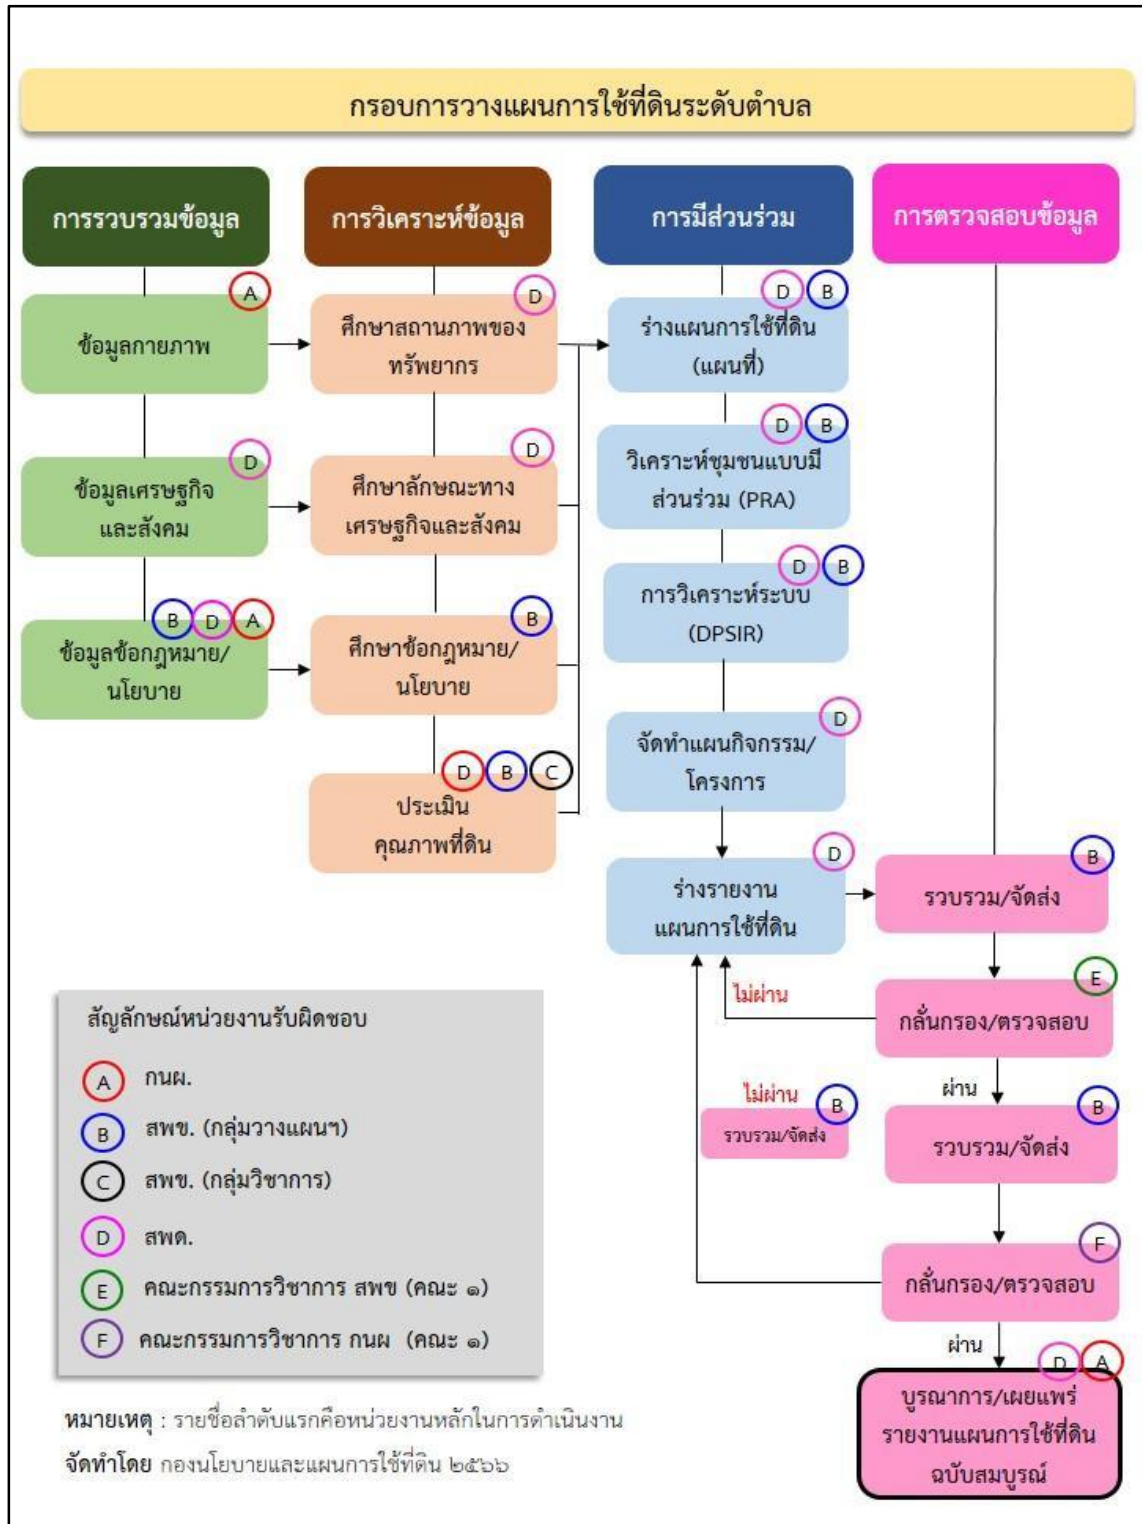 กรอบการวางแผนการใช้ที่ดินระดับตำบล
การรวบรวมข้อมูล
การวิเคราะห์ข้อมูล
การมีส่วนร่วม
การตรวจสอบข้อมูล
A
ข้อมูลกายภาพ
D
ข้อมูลเศรษฐกิจ
และสังคม
B D A
ข้อมูลข้อกฎหมาย/
นโยบาย
D
ศึกษาสถานภาพของ
ทรัพยากร
D
ศึกษาลักษณะทาง
เศรษฐกิจและสังคม
B
ศึกษาข้อกฎหมาย/
นโยบาย
D B C
ประเมิน
คุณภาพที่ดิน
D B
ร่างแผนการใช้ที่ดิน
(แผนที่)
D B
วิเคราะห์ชุมชนแบบมี
ส่วนร่วม (PRA)
D B
การวิเคราะห์ระบบ
(DPSIR)
D
จัดทำแผนกิจกรรม/
โครงการ
D
ร่างรายงาน
แผนการใช้ที่ดิน
B
รวบรวม/จัดส่ง
ไม่ผ่าน
E
กลั่นกรอง/ตรวจสอบ
ผ่าน
ไม่ผ่าน
B
รวบรวม/จัดส่ง
B
รวบรวม/จัดส่ง
F
กลั่นกรอง/ตรวจสอบ
ผ่าน
D A
บูรณาการ/เผยแพร่
รายงานแผนการใช้ที่ดิน
ฉบับสมบูรณ์
สัญลักษณ์หน่วยงานรับผิดชอบ
A กนผ.
B สพข. (กลุ่มวางแผนฯ)
C สพข. (กลุ่มวิชาการ)
D สพด.
E คณะกรรมการวิชาการ สพข (คณะ ๑)
F คณะกรรมการวิชาการ กนผ (คณะ ๑)
หมายเหตุ : รายชื่อลำดับแรกคือหน่วยงานหลักในการดำเนินงาน
จัดทำโดย กองนโยบายและแผนการใช้ที่ดิน ๒๕๖๖